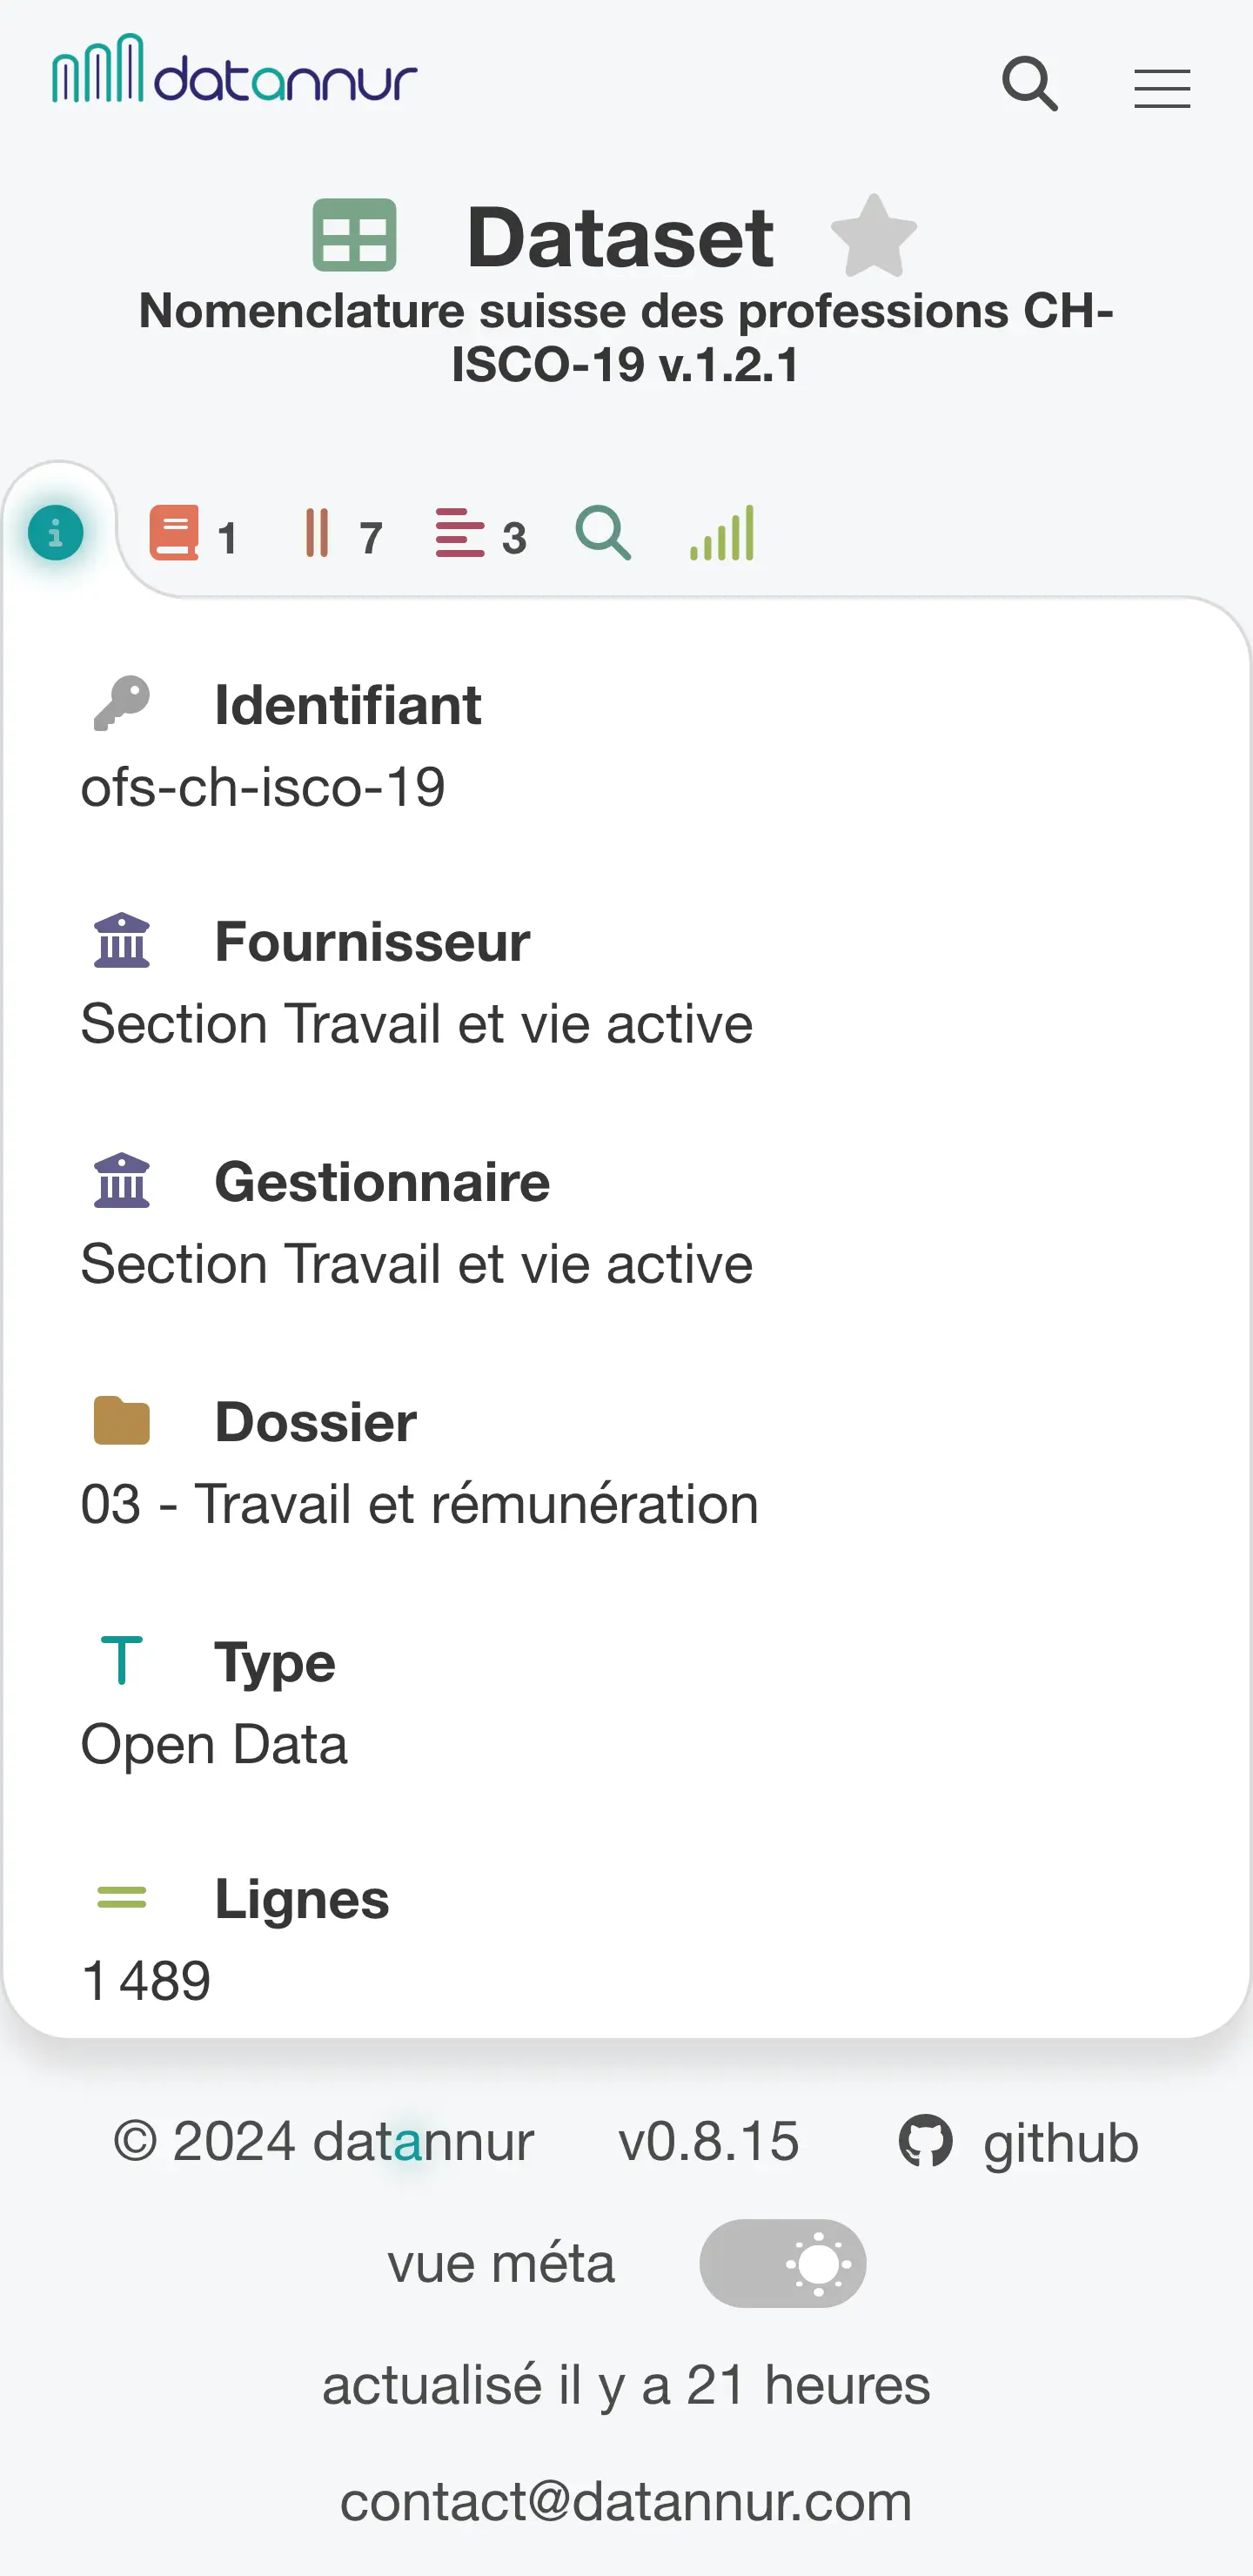 datannur
Dataset
Nomenclature suisse des professions CH-
ISCO-19 v.1.2.1
1 7 3
Identifiant
ofs-ch-isco-19
Fournisseur
Section Travail et vie active
Gestionnaire
Section Travail et vie active
Dossier
03 - Travail et rémunération
Type
Open Data
Lignes
1 489
© 2024 datannur v0.8.15 github
vue méta
actualisé il y a 21 heures
contact@datannur.com